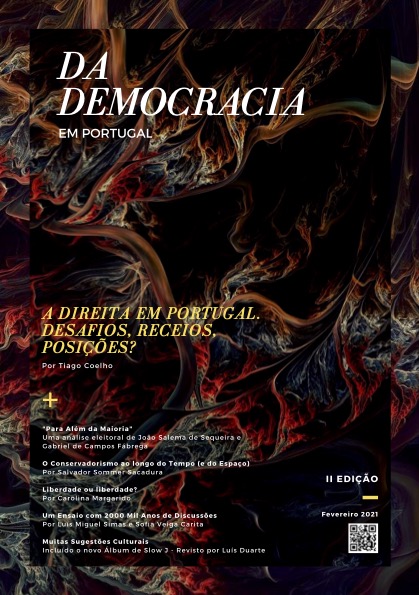 DA
DEMOCRACIA
EM PORTUGAL
A DIREITA EM PORTUGAL.
DESAFIOS, RECEIOS,
POSIÇÕES?
Por Tiago Coelho
+
"Para Além da Maioria"
Uma análise eleitoral de João Salema de Sequeira e
Gabriel de Campos Fábrega
O Conservadorismo ao longo do Tempo (e do Espaço)
Por Salvador Sommer Sacadura
Liberdade ou liberdade?
Por Carolina Margarido
Um Ensaio com 2000 Mil Anos de Discussões
Por Luís Miguel Simas e Sofia Veiga Carita
Muitas Sugestões Culturais
Incluído o novo Álbum de Slow J - Revisto por Luís Duarte
II EDIÇÃO
Fevereiro 2021